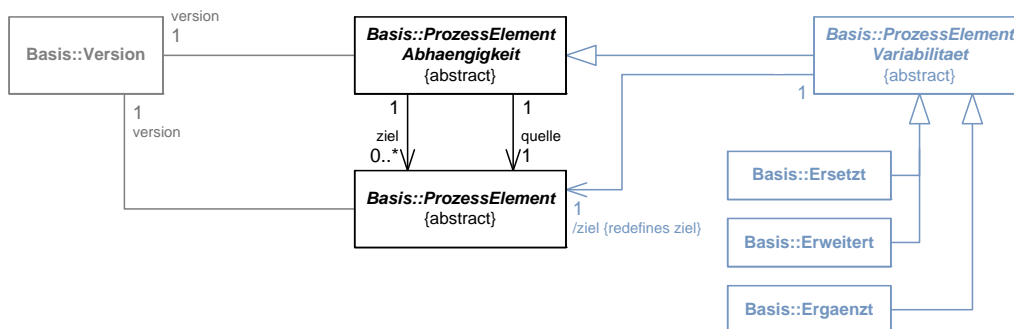 version
1
Basis::Version
1
version
Basis::ProzessElement
Abhaengigkeit
{abstract}
1
1
ziel
quelle
0..*
1
Basis::ProzessElement
{abstract}
Basis::ProzessElement
Variabilitaet
{abstract}
1
1
/ziel {redefines ziel}
Basis::Ersetzt
Basis::Erweitert
Basis::Ergaenzt